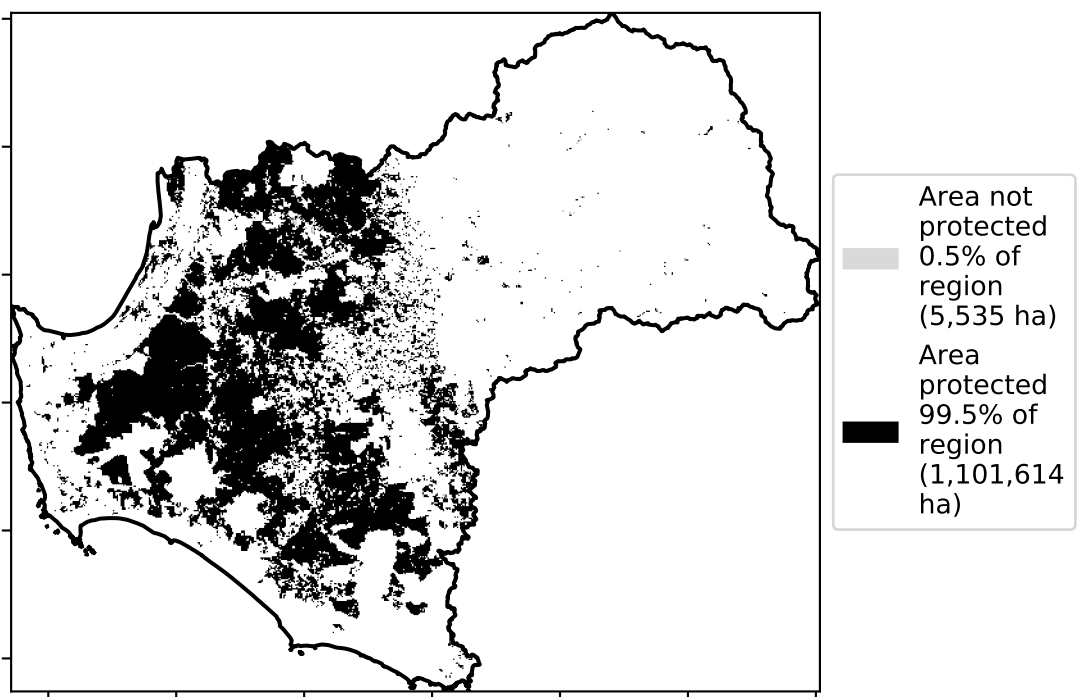 Area not
protected
0.5% of
region
(5,535 ha)
Area
protected
99.5% of
region
(1,101,614
ha)